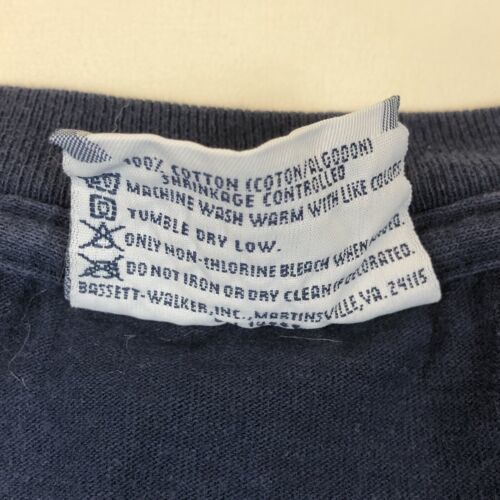 100% COTTON (COTON/ALGODON)
SHRINKAGE CONTROLLED
MACHINE WASH WARM WITH LIKE COLORS
TUMBLE DRY LOW.
ONLY NON-CHLORINE BLEACH WHEN NEEDED.
DO NOT IRON OR DRY CLEAN IF DECORATED.
BASSETT-WALKER, INC., MARTINSVILLE, VA. 24115